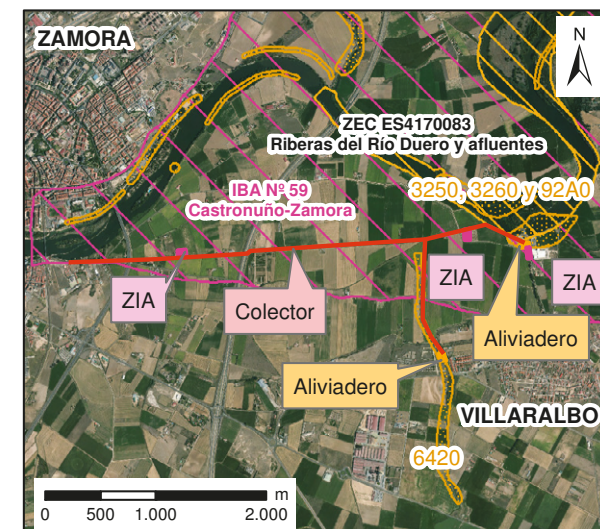 ZAMORA
N
ZEC ES4170083
Riberas del Río Duero y afluentes
IBA Nº 59
Castronuño-Zamora
3250, 3260 y 92A0
ZIA
Colector
ZIA
ZIA
Aliviadero
Aliviadero
VILLARALBO
6420
m
0 500 1.000 2.000